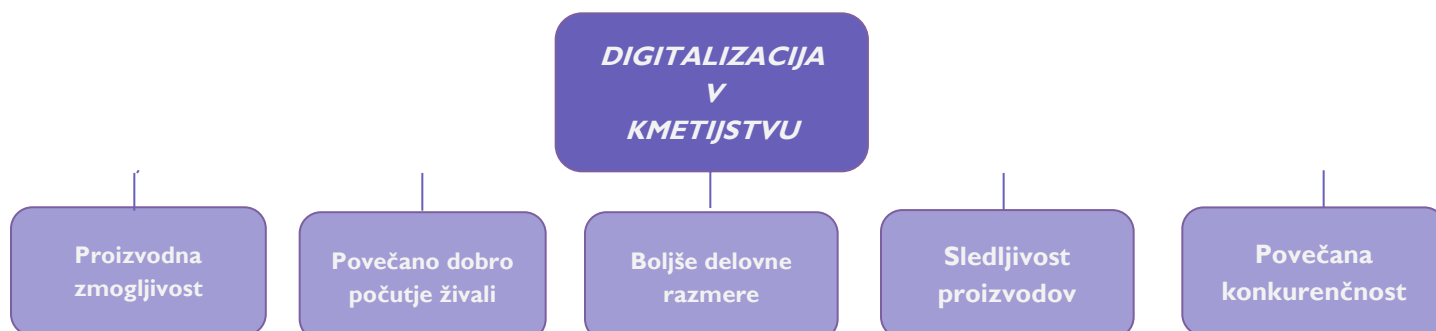 DIGITALIZACIJA
V
KMETIJSTVU
Proizvodna
zmogljivost
Povečano dobro
počutje živali
Boljše delovne
razmere
Sledljivost
proizvodov
Povečana
konkurenčnost